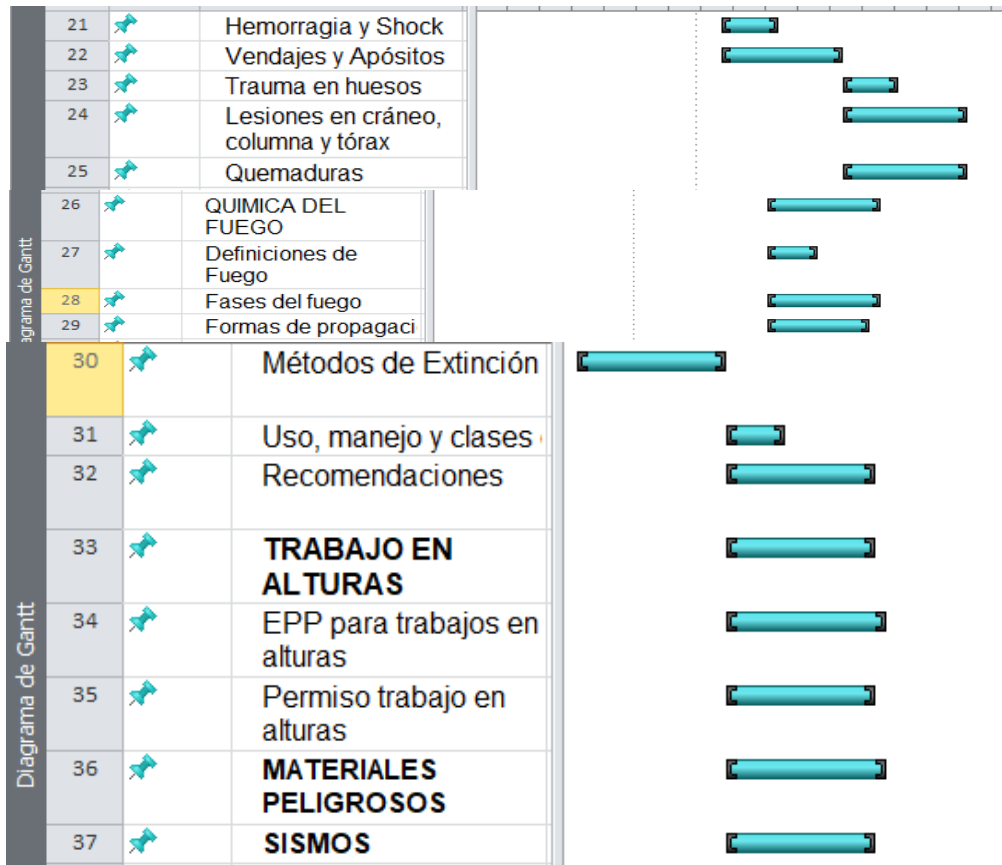 21 Hemorragia y Shock
22 Vendajes y Apósitos
23 Trauma en huesos
24 Lesiones en cráneo,
columna y tórax
25 Quemaduras
26 QUIMICA DEL
FUEGO
27 Definiciones de
Fuego
28 Fases del fuego
29 Formas de propagaci
agrama de Gantt
30 Métodos de Extinción
31 Uso, manejo y clases
32 Recomendaciones
33 TRABAJO EN
ALTURAS
34 EPP para trabajos en
alturas
35 Permiso trabajo en
alturas
36 MATERIALES
PELIGROSOS
37 SISMOS
Diagrama de Gantt